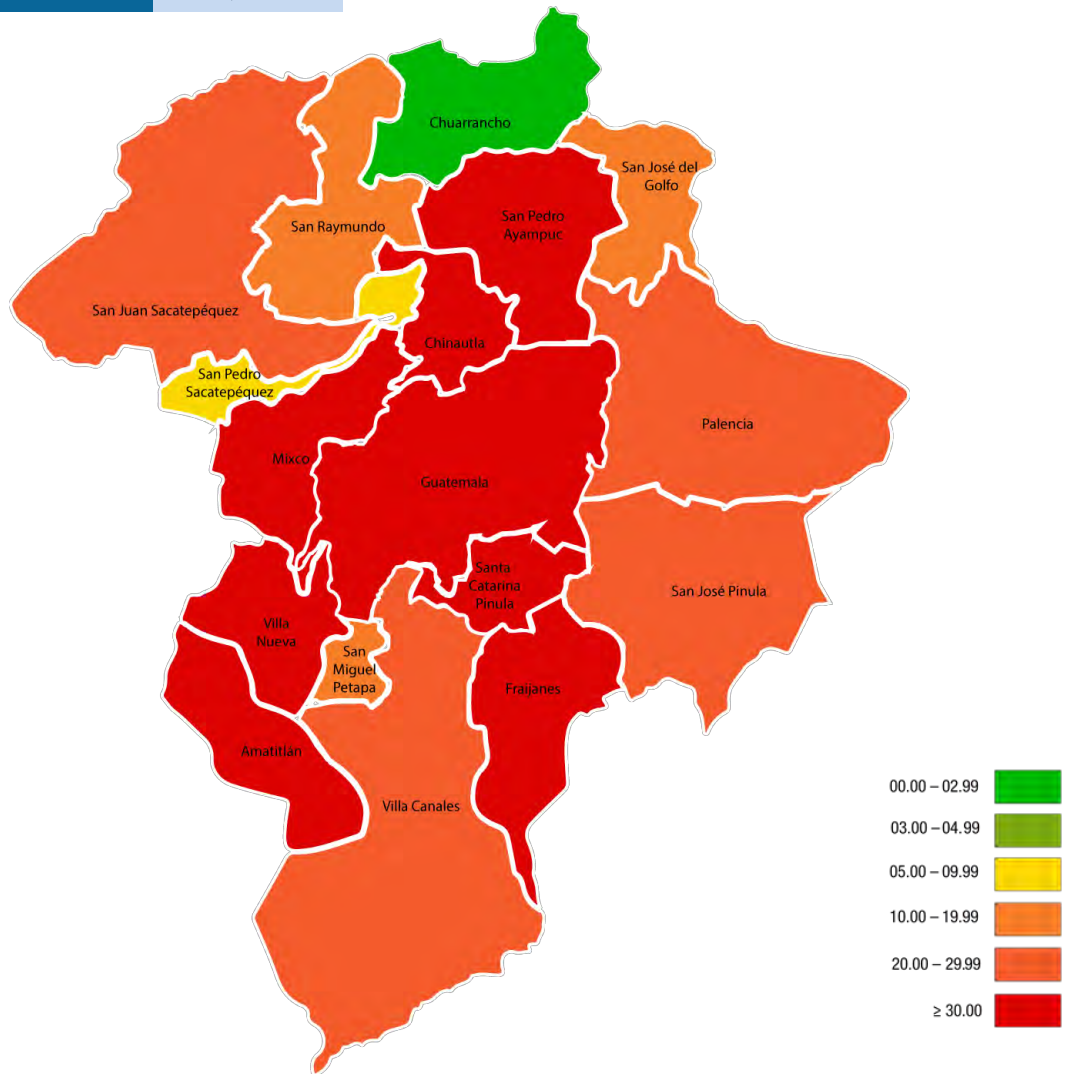 Chuarrancho
San José del
Golfo
San Raymundo
San Pedro
Ayampuc
San Juan Sacatepéquez
Chinautla
San Pedro
Sacatepéquez
Palencia
Mixco
Guatemala
Santa
Catarina
Pinula
San José Pinula
Villa
Nueva
San
Miguel
Petapa
Fraijanes
Amatitlán
Villa Canales
00.00 – 02.99
03.00 – 04.99
05.00 – 09.99
10.00 – 19.99
20.00 – 29.99
≥ 30.00